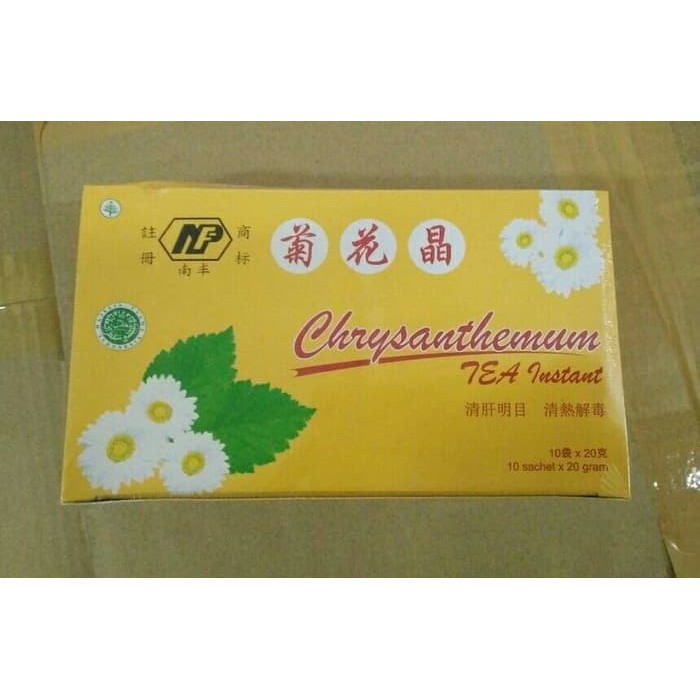 註冊
NF
商标
南丰
菊花晶
Chrysanthemum
TEA Instant
清肝明目 清熱解毒
10袋 x 20克
10 sachet x 20 gram